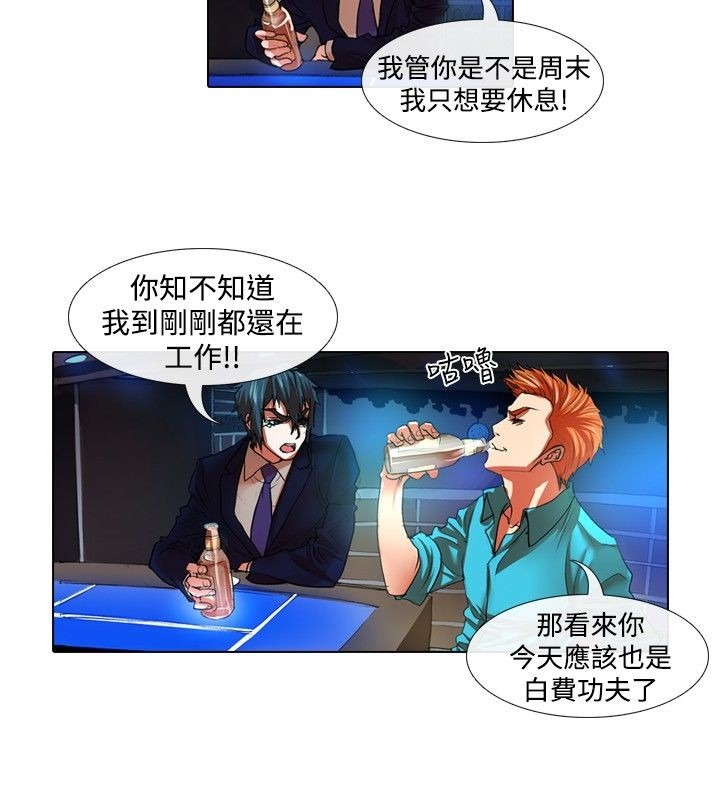 我管你是不是周末
我只想要休息!
你知不知道
我到剛剛都還在
工作!!
咕嚕
那看來你
今天應該也是
白費功夫了